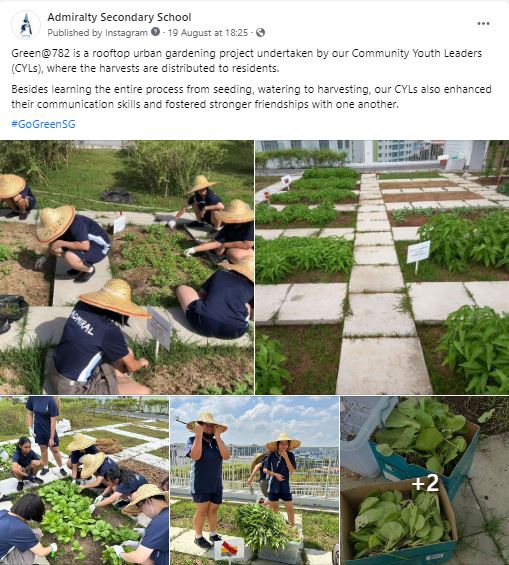 Admiralty Secondary School
Published by Instagram · 19 August at 18:25 ·
Green@782 is a rooftop urban gardening project undertaken by our Community Youth Leaders
(CYLs), where the harvests are distributed to residents.
Besides learning the entire process from seeding, watering to harvesting, our CYLs also enhanced
their communication skills and fostered stronger friendships with one another.
#GoGreenSG
ADMIRAL
+2